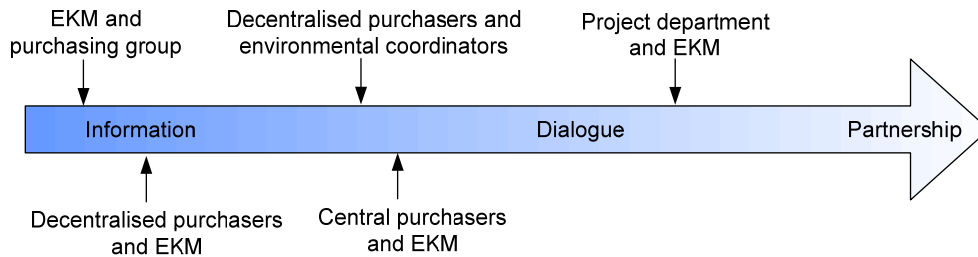 EKM and
purchasing group
Decentralised purchasers and
environmental coordinators
Project department
and EKM
Information
Dialogue
Partnership
Decentralised purchasers
and EKM
Central purchasers
and EKM